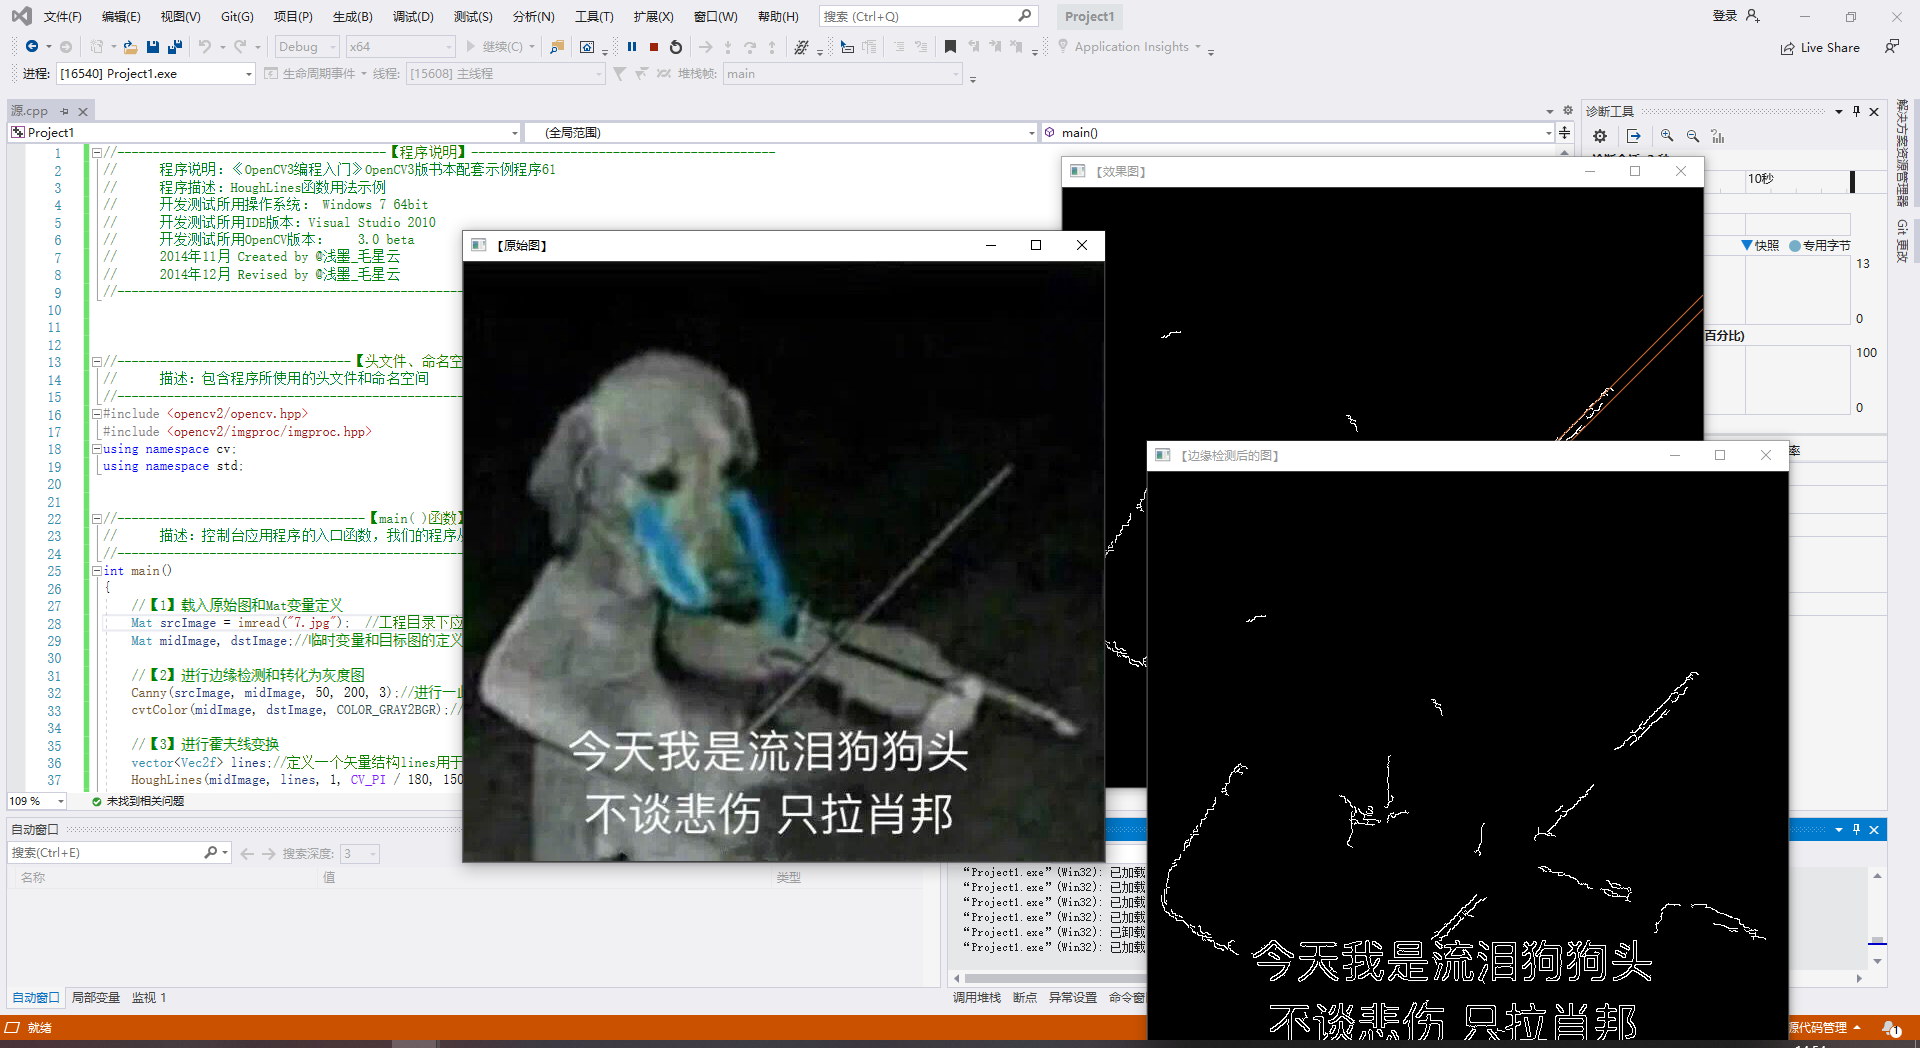 文件(F) 编辑(E) 视图(V) Git(G) 项目(P) 生成(B) 调试(D) 测试(S) 分析(N) 工具(T) 扩展(X) 窗口(W) 帮助(H) 搜索 (Ctrl+Q) Project1 登录
Debug x64 继续(C) Application Insights Live Share
进程: [16540] Project1.exe 生命周期事件 线程: [15608] 主线程 堆栈帧: main
源.cpp
Project1 (全局范围) main()
1 //--------------------------------------【程序说明】-------------------------------------------
2 // 程序说明:《OpenCV3编程入门》OpenCV3版书本配套示例程序61
3 // 程序描述:HoughLines函数用法示例
4 // 开发测试所用操作系统: Windows 7 64bit
5 // 开发测试所用IDE版本:Visual Studio 2010
6 // 开发测试所用OpenCV版本: 3.0 beta
7 // 2014年11月 Created by @浅墨_毛星云
8 // 2014年12月 Revised by @浅墨_毛星云
9 //------------------------------------------------
10
11
12
13 //---------------------------------【头文件、命名空
14 // 描述:包含程序所使用的头文件和命名空间
15 //------------------------------------------------
16 #include <opencv2/opencv.hpp>
17 #include <opencv2/imgproc/imgproc.hpp>
18 using namespace cv;
19 using namespace std;
20
21
22 //-----------------------------------【main( )函数】
23 // 描述:控制台应用程序的入口函数，我们的程序从
24 //------------------------------------------------
25 int main()
26 {
27 //【1】载入原始图和Mat变量定义
28 Mat srcImage = imread("7.jpg"); //工程目录下应
29 Mat midImage, dstImage;//临时变量和目标图的定义
30
31 //【2】进行边缘检测和转化为灰度图
32 Canny(srcImage, midImage, 50, 200, 3);//进行一
33 cvtColor(midImage, dstImage, COLOR_GRAY2BGR);//
34
35 //【3】进行霍夫线变换
36 vector<Vec2f> lines;//定义一个矢量结构lines用于
37 HoughLines(midImage, lines, 1, CV_PI / 180, 150
109 % 未找到相关问题
【原始图】
今天我是流泪狗狗头
不谈悲伤 只拉肖邦
【效果图】
【边缘检测后的图】
今天我是流泪狗狗头
不谈悲伤 只拉肖邦
诊断工具
10秒
快照 专用字节
13
0
百分比)
100
0
率
解决方案资源管理器
Git 更改
自动窗口
搜索(Ctrl+E) 搜索深度: 3
名称 值 类型
自动窗口 局部变量 监视 1
“Project1.exe”(Win32): 已加载
“Project1.exe”(Win32): 已加载
“Project1.exe”(Win32): 已加载
“Project1.exe”(Win32): 已加载
“Project1.exe”(Win32): 已卸载
“Project1.exe”(Win32): 已加载
调用堆栈 断点 异常设置 命令窗
就绪
源代码管理 1